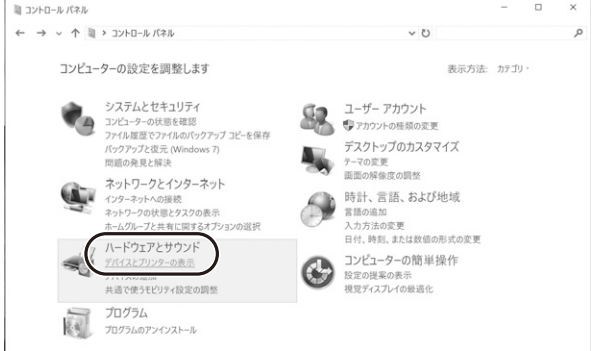 コントロール パネル
コントロール パネル
コンピューターの設定を調整します
表示方法: カテゴリ
システムとセキュリティ
コンピューターの状態を確認
ファイル履歴でファイルのバックアップ コピーを保存
バックアップと復元 (Windows 7)
問題の発見と解決
ネットワークとインターネット
インターネットへの接続
ネットワークの状態とタスクの表示
ホームグループと共有に関するオプションの選択
ハードウェアとサウンド
デバイスとプリンターの表示
デバイスの追加
共通で使うモビリティ設定の調整
プログラム
プログラムのアンインストール
ユーザー アカウント
アカウントの種類の変更
デスクトップのカスタマイズ
テーマの変更
画面の解像度の調整
時計、言語、および地域
言語の追加
入力方法の変更
日付、時刻、または数値の形式の変更
コンピューターの簡単操作
設定の提案の表示
視覚ディスプレイの最適化